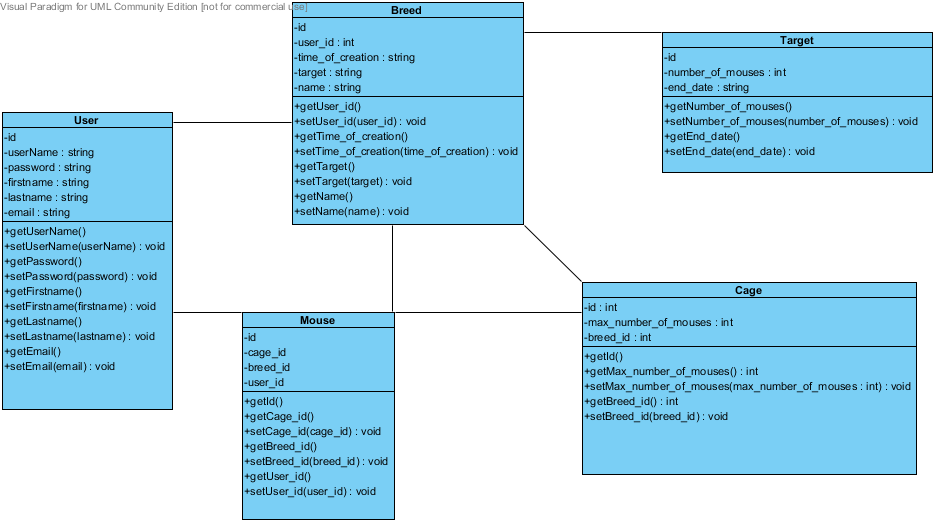 Visual Paradigm for UML Community Edition [not for commercial use]
Breed
-id
-user_id : int
-time_of_creation : string
-target : string
-name : string
+getUser_id()
+setUser_id(user_id) : void
+getTime_of_creation()
+setTime_of_creation(time_of_creation) : void
+getTarget()
+setTarget(target) : void
+getName()
+setName(name) : void
Target
-id
-number_of_mouses : int
-end_date : string
+getNumber_of_mouses()
+setNumber_of_mouses(number_of_mouses) : void
+getEnd_date()
+setEnd_date(end_date) : void
User
-id
-userName : string
-password : string
-firstname : string
-lastname : string
-email : string
+getUserName()
+setUserName(userName) : void
+getPassword()
+setPassword(password) : void
+getFirstname()
+setFirstname(firstname) : void
+getLastname()
+setLastname(lastname) : void
+getEmail()
+setEmail(email) : void
Mouse
-id
-cage_id
-breed_id
-user_id
+getId()
+getCage_id()
+setCage_id(cage_id) : void
+getBreed_id()
+setBreed_id(breed_id) : void
+getUser_id()
+setUser_id(user_id) : void
Cage
-id : int
-max_number_of_mouses : int
-breed_id : int
+getId()
+getMax_number_of_mouses() : int
+setMax_number_of_mouses(max_number_of_mouses : int) : void
+getBreed_id() : int
+setBreed_id(breed_id) : void